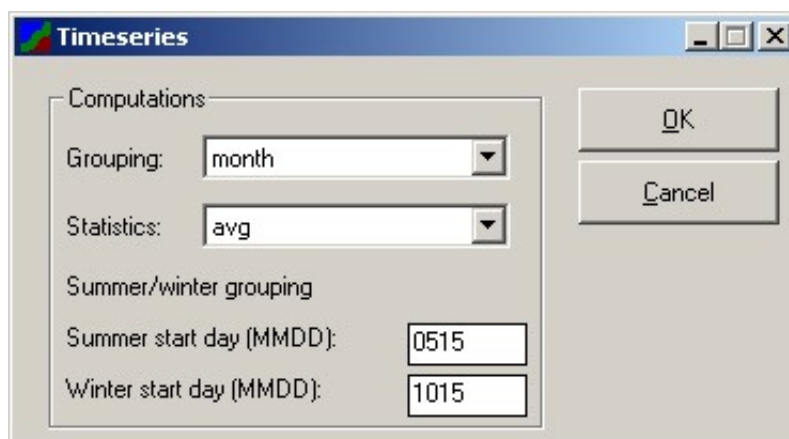 Timeseries
Computations
Grouping: month
Statistics: avg
Summer/winter grouping
Summer start day (MMDD): 0515
Winter start day (MMDD): 1015
OK
Cancel